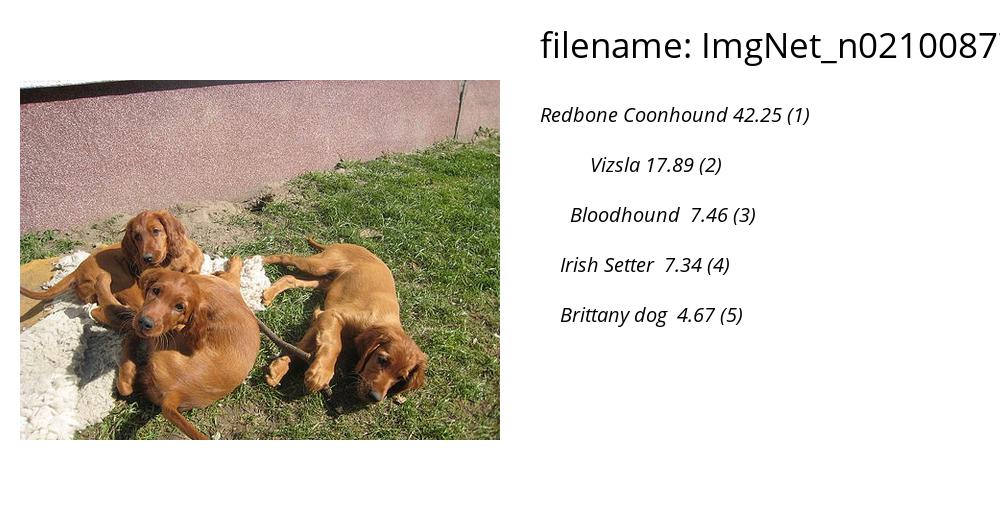 filename: ImgNet_n0210087
Redbone Coonhound 42.25 (1)
Vizsla 17.89 (2)
Bloodhound 7.46 (3)
Irish Setter 7.34 (4)
Brittany dog 4.67 (5)